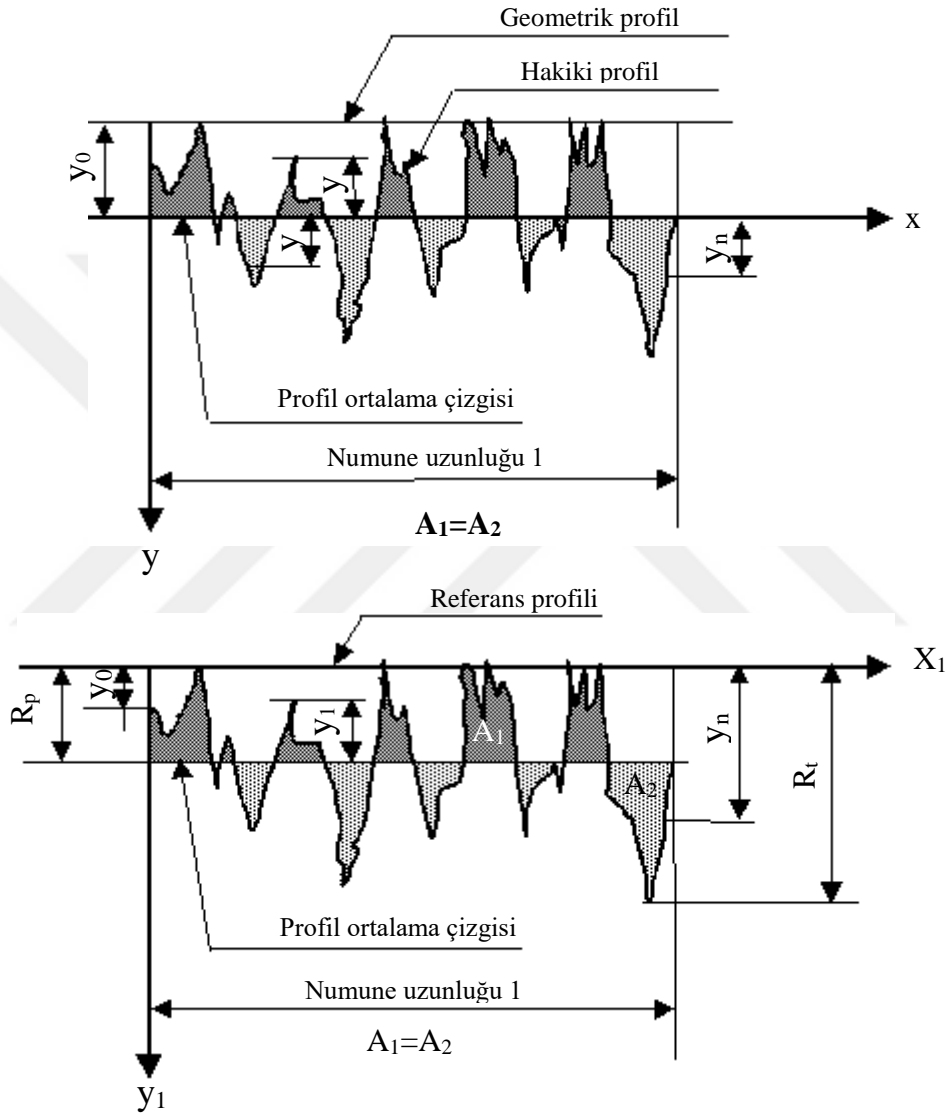 Geometrik profil
Hakiki profil
y₀
y
y
yₙ
x
Profil ortalama çizgisi
Numune uzunluğu 1
A₁=A₂
y
Referans profili
X₁
Rₚ
y₀
y₁
A₁
A₂
yₙ
Rₜ
Profil ortalama çizgisi
Numune uzunluğu 1
A₁=A₂
y₁